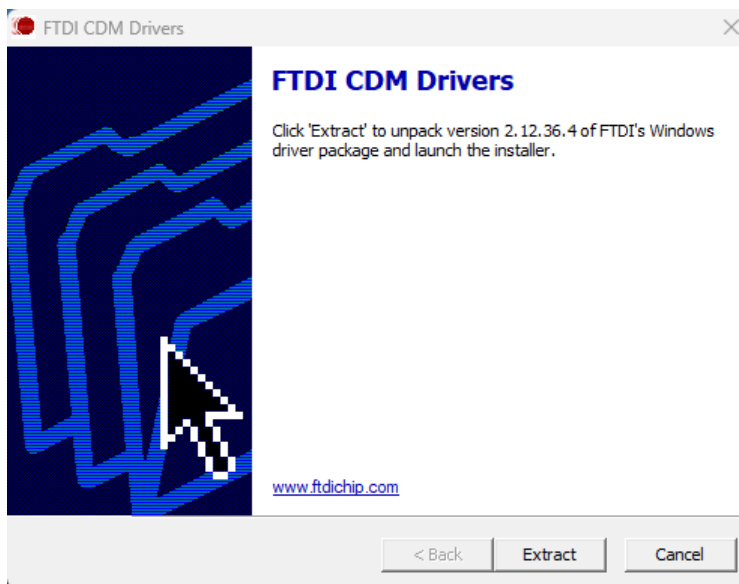 FTDI CDM Drivers
FTDI CDM Drivers
Click 'Extract' to unpack version 2.12.36.4 of FTDI's Windows
driver package and launch the installer.
www.ftdichip.com
< Back
Extract
Cancel